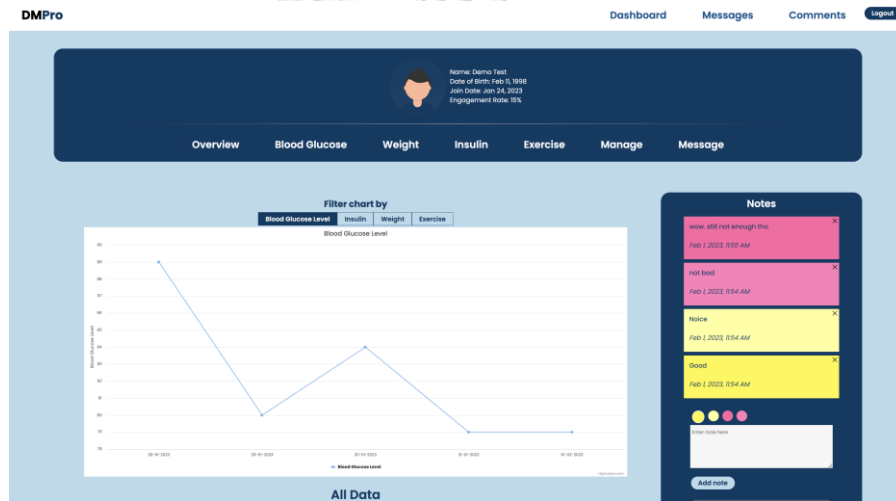 DMPro
Dashboard Messages Comments Logout
Name: Demo Test
Date of Birth: Feb 11, 1998
Join Date: Jan 24, 2023
Engagement Rate: 15%
Overview Blood Glucose Weight Insulin Exercise Manage Message
Filter chart by
Blood Glucose Level Insulin Weight Exercise
Blood Glucose Level
Blood Glucose Level
Blood Glucose Level
All Data
Notes
wow, still not enough tho
Feb 1, 2023, 11:55 AM
not bad
Feb 1, 2023, 11:54 AM
Noice
Feb 1, 2023, 11:54 AM
Good
Feb 1, 2023, 11:54 AM
Enter note here
Add note